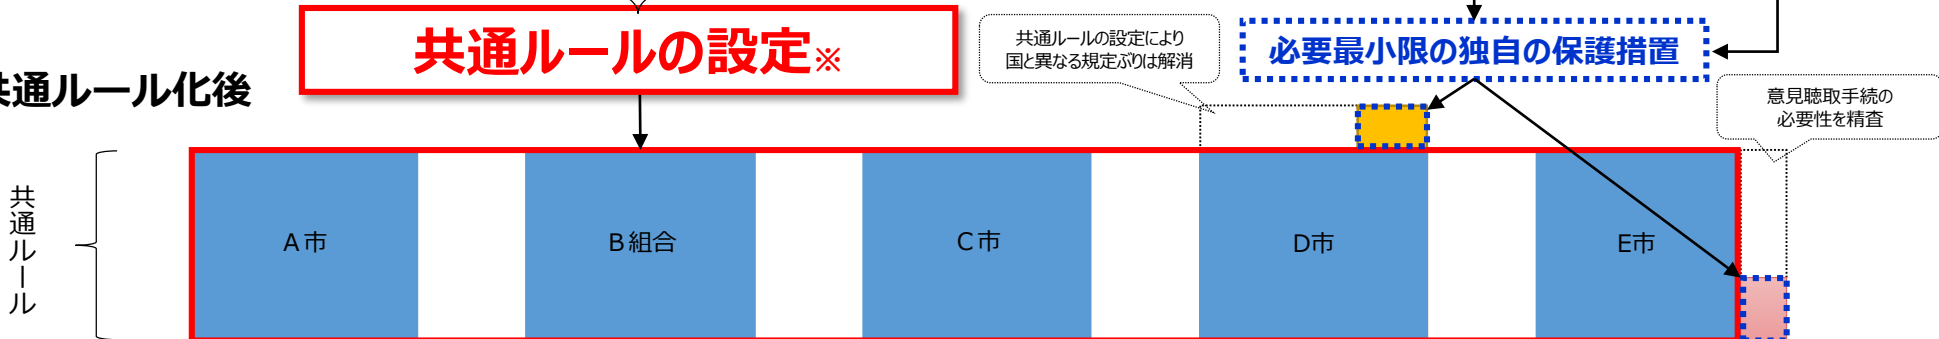 共通ルールの設定※
共通ルールの設定により
国と異なる規定ぶりは解消
必要最小限の独自の保護措置
共通ルール化後
意見聴取手続の
必要性を精査
共通ルール
A市
B組合
C市
D市
E市